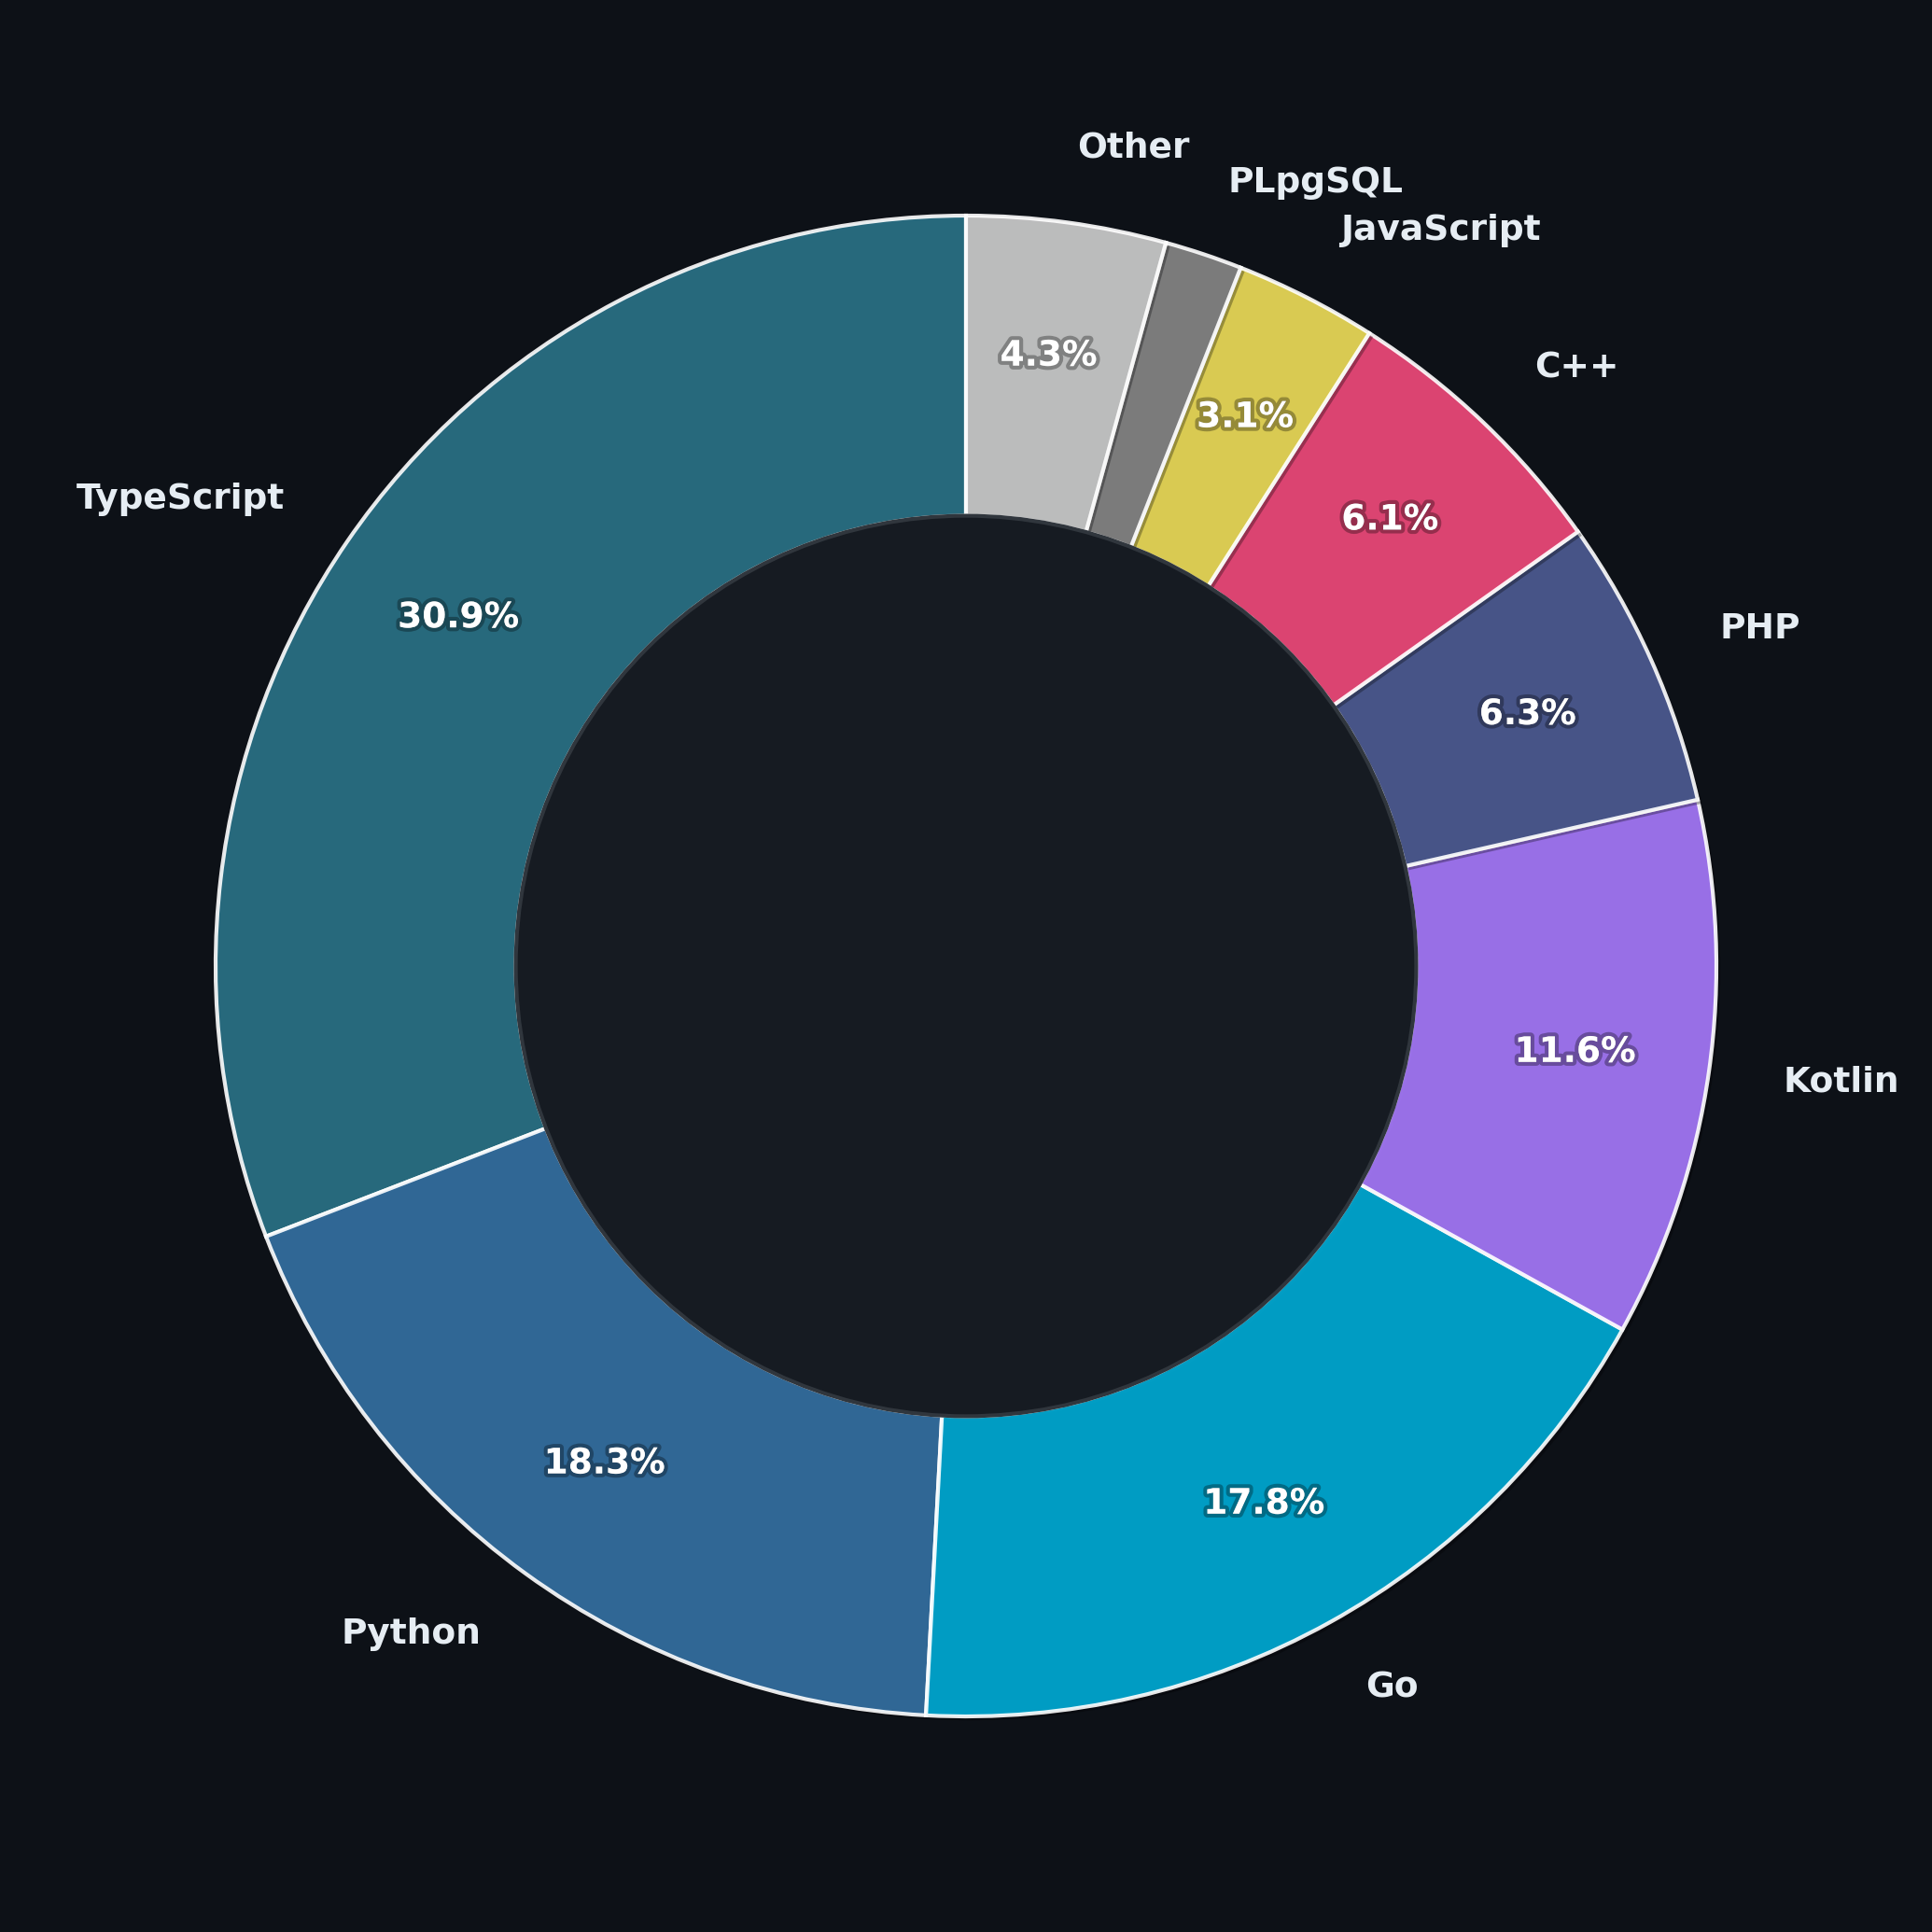 Other
PLpgSQL
JavaScript
4.3%
C++
3.1%
TypeScript
6.1%
30.9%
PHP
6.3%
11.6%
Kotlin
18.3%
17.8%
Python
Go